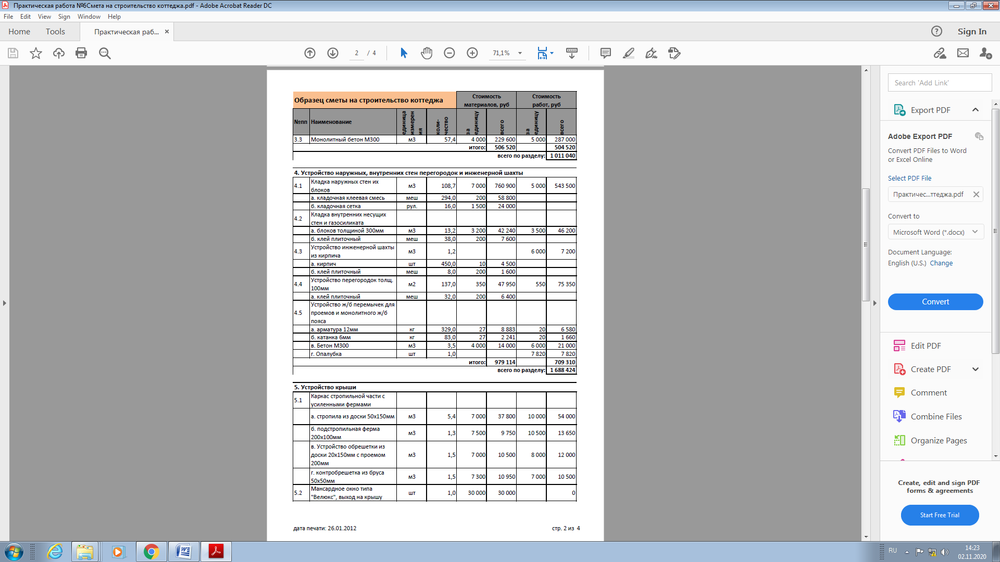 Практическая работа №6Смета на строительство коттеджа.pdf - Adobe Acrobat Reader DC
File Edit View Sign Window Help
Home Tools Практическая раб... ×
Sign In
2 / 4 71,1%
Образец сметы на строительство коттеджа
Стоимость материалов, руб
Стоимость работ, руб
№пп Наименование единица измерения коли-чество за единицу всего за единицу всего
3.3 Монолитный бетон М300 м3 57,4 4 000 229 600 5 000 287 000
итого: 506 520 504 520
всего по разделу: 1 011 040
4. Устройство наружных, внутренних стен перегородок и инженерной шахты
4.1 Кладка наружных стен их блоков м3 108,7 7 000 760 900 5 000 543 500
а. кладочная клеевая смесь меш 294,0 200 58 800
б. кладочная сетка рул. 16,0 1 500 24 000
4.2 Кладка внутренних несущих стен и газосиликата
а. блоков толщиной 300мм м3 13,2 3 200 42 240 3 500 46 200
б. клей плиточный меш 38,0 200 7 600
4.3 Устройство инженерной шахты из кирпича м3 1,2 6 000 7 200
а. кирпич шт 450,0 10 4 500
б. клей плиточный меш 8,0 200 1 600
4.4 Устройство перегородок толщ. 100мм м2 137,0 350 47 950 550 75 350
а. клей плиточный меш 32,0 200 6 400
4.5 Устройство ж/б перемычек для проемов и монолитного ж/б пояса
а. арматура 12мм кг 329,0 27 8 883 20 6 580
б. катанка 6мм кг 83,0 27 2 241 20 1 660
в. Бетон М300 м3 3,5 4 000 14 000 6 000 21 000
г. Опалубка шт 1,0 7 820 7 820
итого: 979 114 709 310
всего по разделу: 1 688 424
5. Устройство крыши
5.1 Каркас стропильной части с усиленными фермами
а. стропила из доски 50х150мм м3 5,4 7 000 37 800 10 000 54 000
б. подстропильная ферма 200х100мм м3 1,3 7 500 9 750 10 500 13 650
в. Устройство обрешетки из доски 20х150мм с проемом 200мм м3 1,5 7 000 10 500 8 000 12 000
г. контробрешетка из бруса 50х50мм м3 1,5 7 300 10 950 7 000 10 500
5.2 Мансардное окно типа "Велюкс", выход на крышу шт 1,0 30 000 30 000 0
дата печати: 26.01.2012 стр. 2 из 4
Search 'Add Link'
Export PDF
Adobe Export PDF
Convert PDF Files to Word
or Excel Online
Select PDF File
Практичес...ттеджа.pdf
Convert to
Microsoft Word (*.docx)
Document Language:
English (U.S.) Change
Convert
Edit PDF
Create PDF
Comment
Combine Files
Organize Pages
Create, edit and sign PDF
forms & agreements
Start Free Trial
RU
14:23
02.11.2020